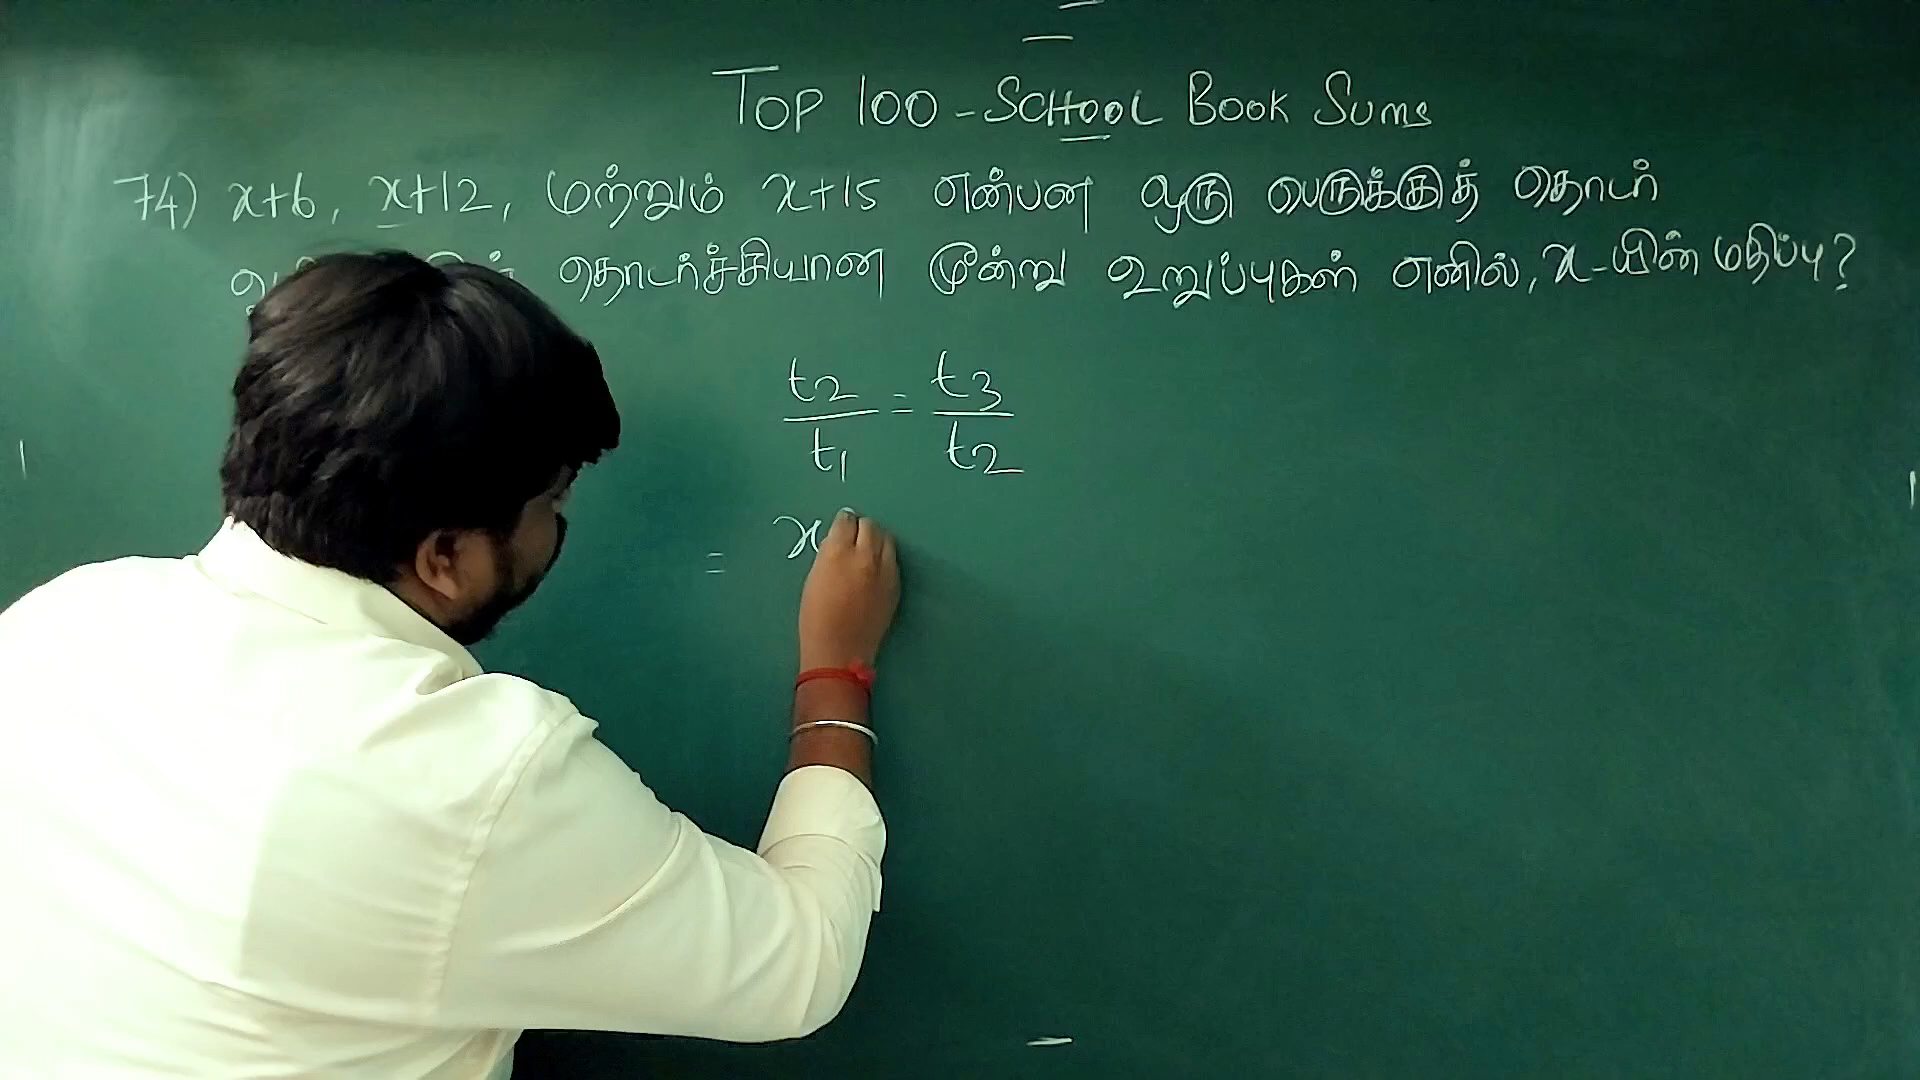 Top 100 - School Book Sums
74) x+6, x+12, மற்றும் x+15 என்பன ஒரு பெருக்குத் தொடர்
தொடர்ச்சியான மூன்று உறுப்புகள் எனில், x-யின் மதிப்பு?
t2/t1 = t3/t2
= x